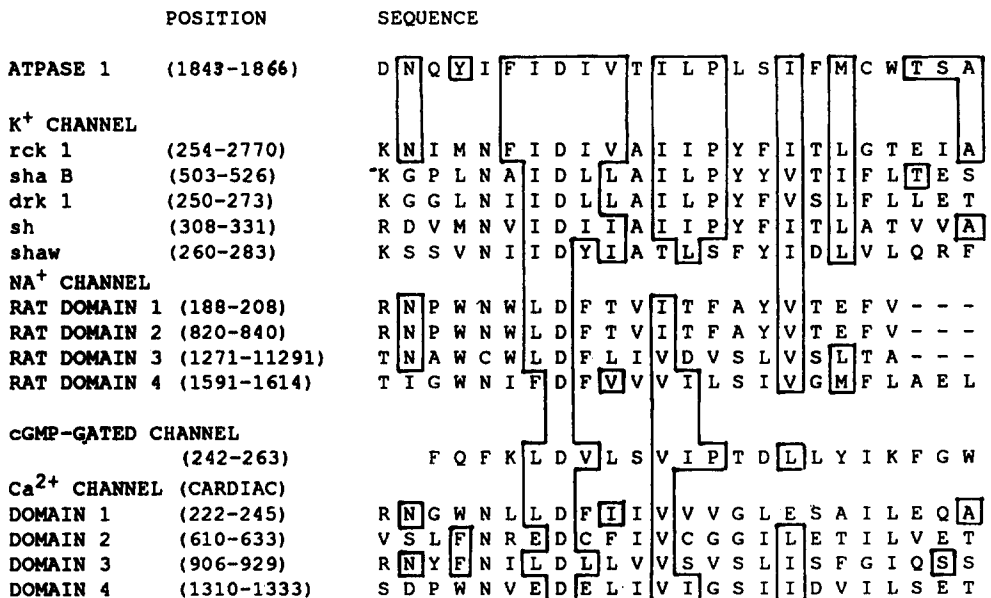 POSITION SEQUENCE
ATPASE 1 (1843-1866) D N Q Y I F I D I V T I L P L S I F M C W T S A
K+ CHANNEL
rck 1 (254-2770) K N I M N F I D I V A I I P Y F I T L G T E I A
sha B (503-526) K G P L N A I D L L A I L P Y Y V T I F L T E S
drk 1 (250-273) K G G L N I I D L L A I L P Y F V S L F L L E T
sh (308-331) R D V M N V I D I I A I I P Y F I T L A T V V A
shaw (260-283) K S S V N I I D Y I A T L S F Y I D L V L Q R F
NA+ CHANNEL
RAT DOMAIN 1 (188-208) R N P W N W L D F T V I T F A Y V T E F V - - -
RAT DOMAIN 2 (820-840) R N P W N W L D F T V I T F A Y V T E F V - - -
RAT DOMAIN 3 (1271-11291) T N A W C W L D F L I V D V S L V S L T A - - -
RAT DOMAIN 4 (1591-1614) T I G W N I F D F V V V I L S I V G M F L A E L
cGMP-GATED CHANNEL
(242-263) F Q F K L D V L S V I P T D L L Y I K F G W
Ca2+ CHANNEL (CARDIAC)
DOMAIN 1 (222-245) R N G W N L L D F I I V V V G L E S A I L E Q A
DOMAIN 2 (610-633) V S L F N R E D C F I V C G G I L E T I L V E T
DOMAIN 3 (906-929) R N Y F N I L D L L V V S V S L I S F G I Q S S
DOMAIN 4 (1310-1333) S D P W N V E D E L I V I G S I I D V I L S E T